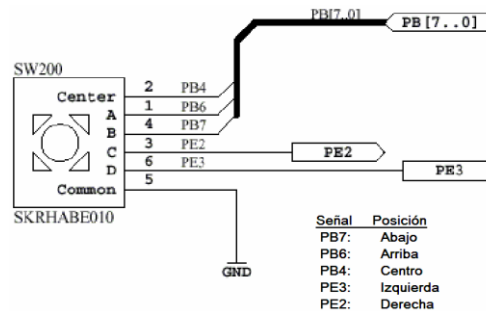 PB[7..0]
PB[7..0]
SW200
Center 2 PB4
A 1 PB6
B 4 PB7
C 3 PE2
D 6 PE3
Common 5
PE2
PE3
SKRHABE010
GND
Señal Posición
PB7: Abajo
PB6: Arriba
PB4: Centro
PE3: Izquierda
PE2: Derecha